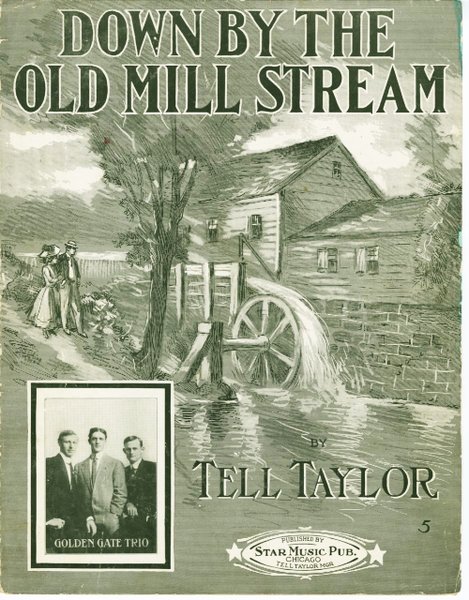 DOWN BY THE
OLD MILL STREAM
BY
TELL TAYLOR
GOLDEN GATE TRIO
5
PUBLISHED BY
STAR MUSIC PUB.
CHICAGO
TELL TAYLOR MGR